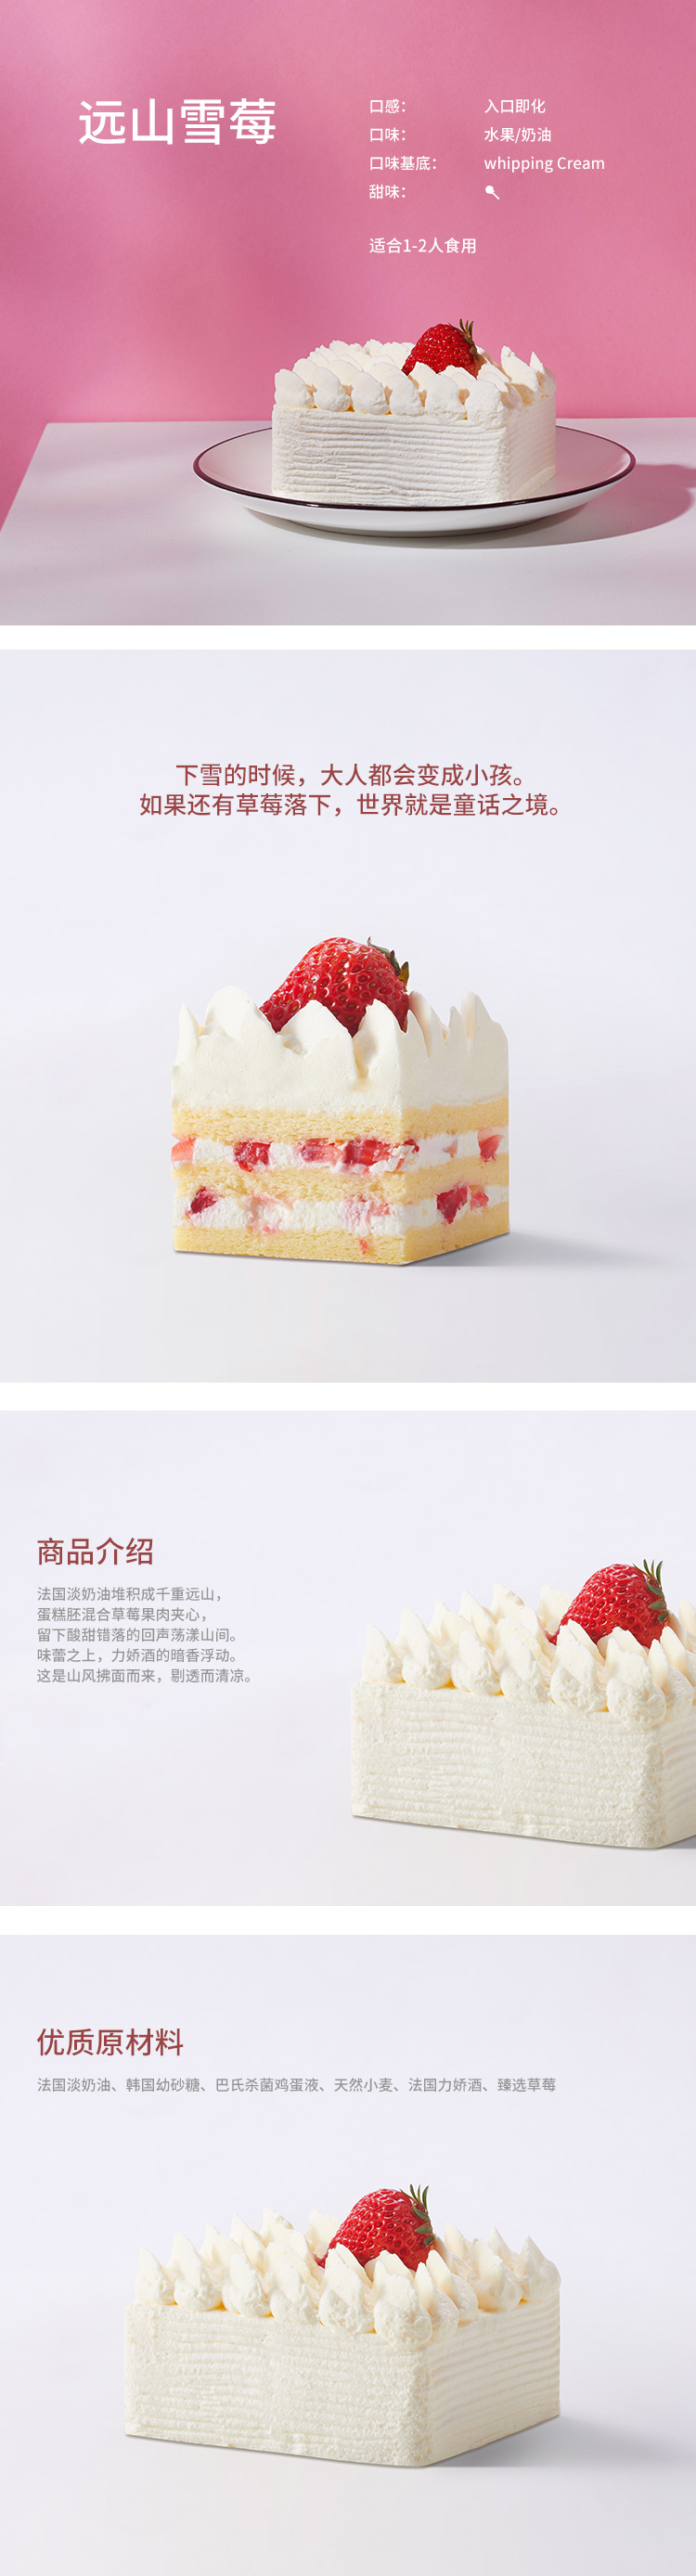 远山雪莓
口感： 入口即化
口味： 水果/奶油
口味基底： whipping Cream
甜味：
适合1-2人食用
下雪的时候，大人都会变成小孩。
如果还有草莓落下，世界就是童话之境。
商品介绍
法国淡奶油堆积成千重远山，
蛋糕胚混合草莓果肉夹心，
留下酸甜错落的回声荡漾山间。
味蕾之上，力娇酒的暗香浮动。
这是山风拂面而来，剔透而清凉。
优质原材料
法国淡奶油、韩国幼砂糖、巴氏杀菌鸡蛋液、天然小麦、法国力娇酒、臻选草莓